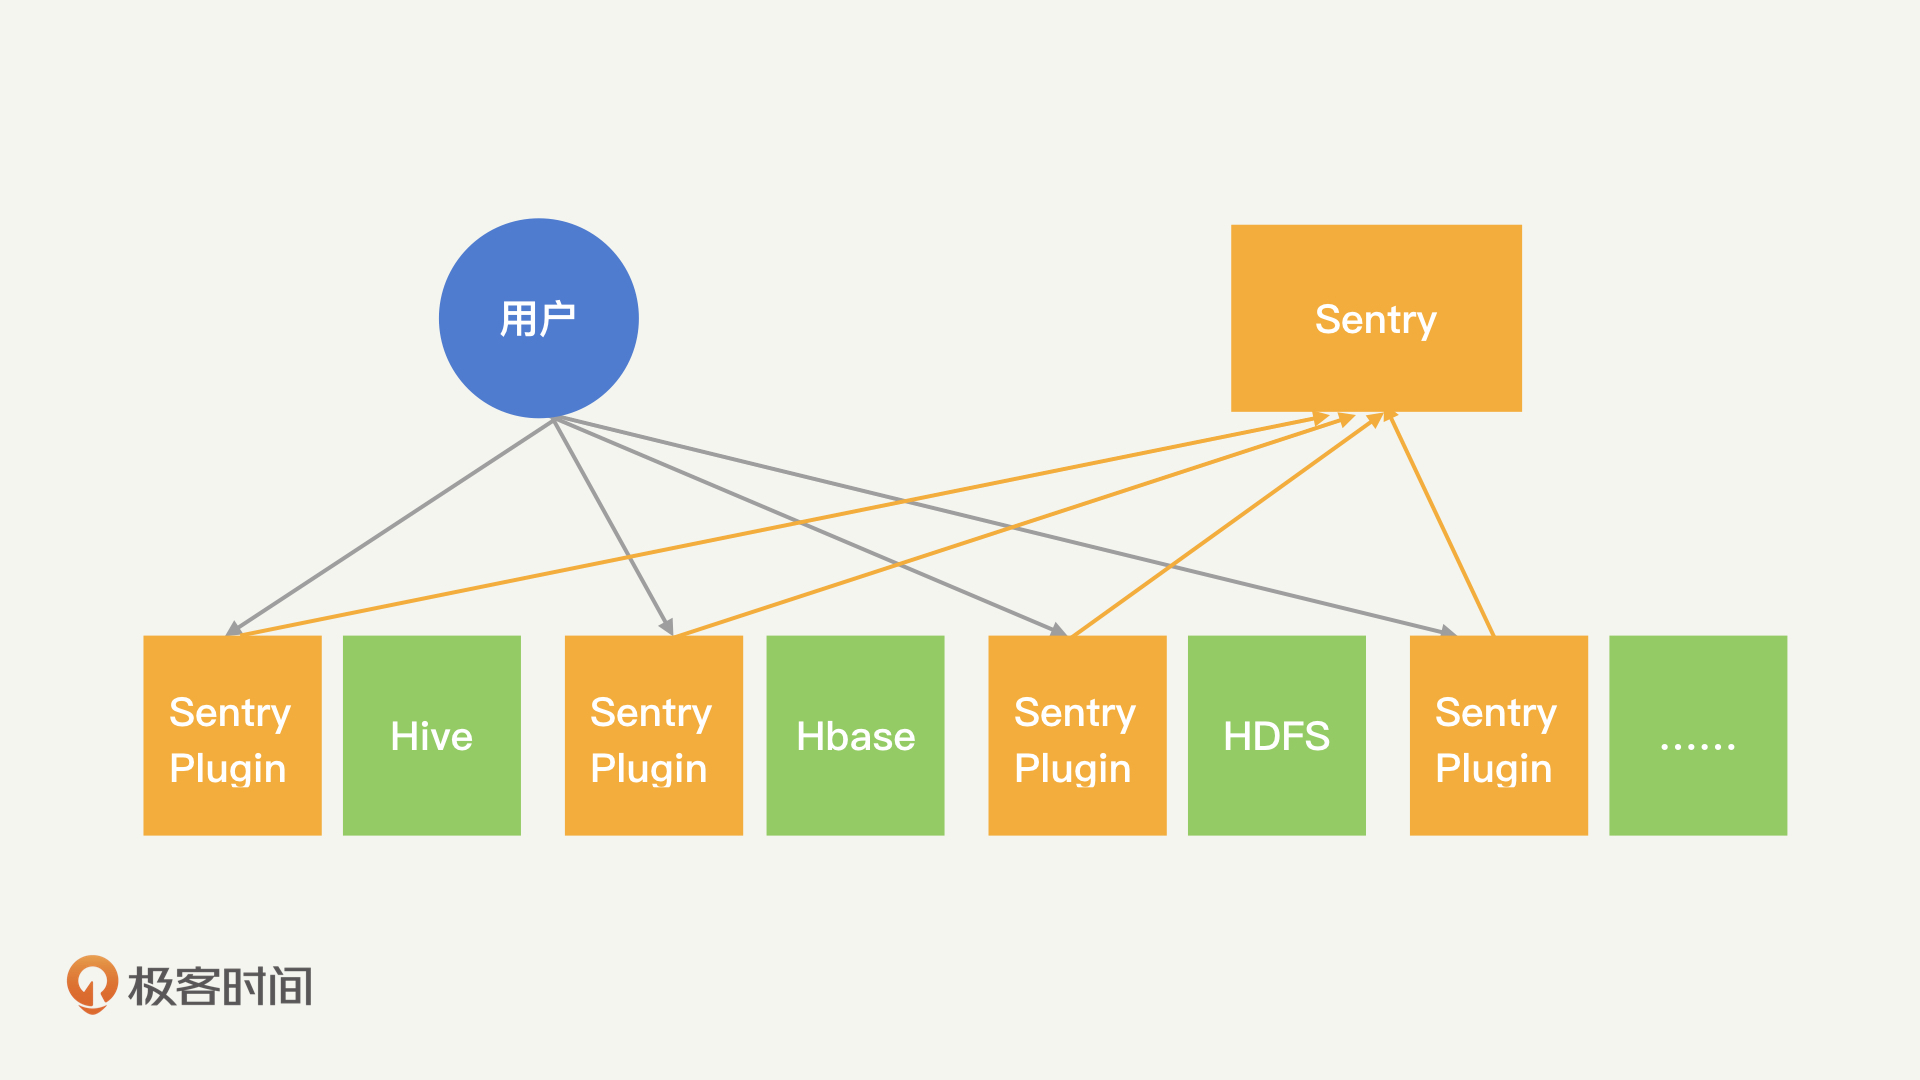 用户
Sentry
Sentry
Plugin
Hive
Sentry
Plugin
Hbase
Sentry
Plugin
HDFS
Sentry
Plugin
......
极客时间